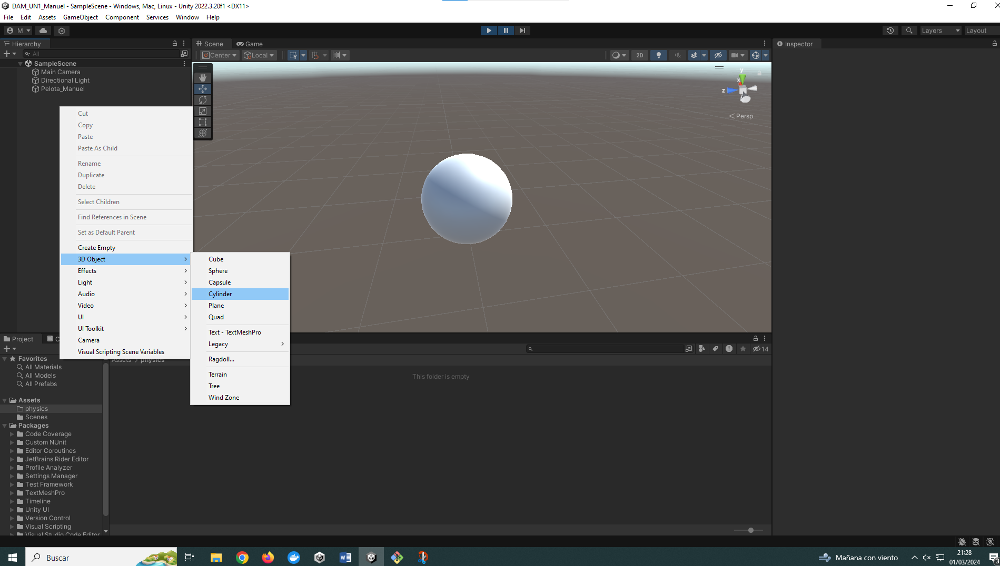 DAM_UN1_Manuel - SampleScene - Windows, Mac, Linux - Unity 2022.3.20f1 <DX11>
File Edit Assets GameObject Component Services Window Help
M
Layers
Layout
Hierarchy
Scene
Game
Inspector
All
Center
Local
2D
SampleScene
Main Camera
Directional Light
Pelota_Manuel
y
x
z
Persp
Cut
Copy
Paste
Paste As Child
Rename
Duplicate
Delete
Select Children
Find References in Scene
Set as Default Parent
Create Empty
3D Object
Effects
Light
Audio
Video
UI
UI Toolkit
Camera
Visual Scripting Scene Variables
Cube
Sphere
Capsule
Cylinder
Plane
Quad
Text - TextMeshPro
Legacy
Ragdoll...
Terrain
Tree
Wind Zone
Project
C
14
Favorites
All Materials
All Models
All Prefabs
Assets
physics
Scenes
Packages
Code Coverage
Custom NUnit
Editor Coroutines
JetBrains Rider Editor
Profile Analyzer
Settings Manager
Test Framework
TextMeshPro
Timeline
Unity UI
Version Control
Visual Scripting
Visual Studio Code Editor
Assets > physics
This folder is empty
Buscar
Mañana con viento
21:28
01/03/2024
3